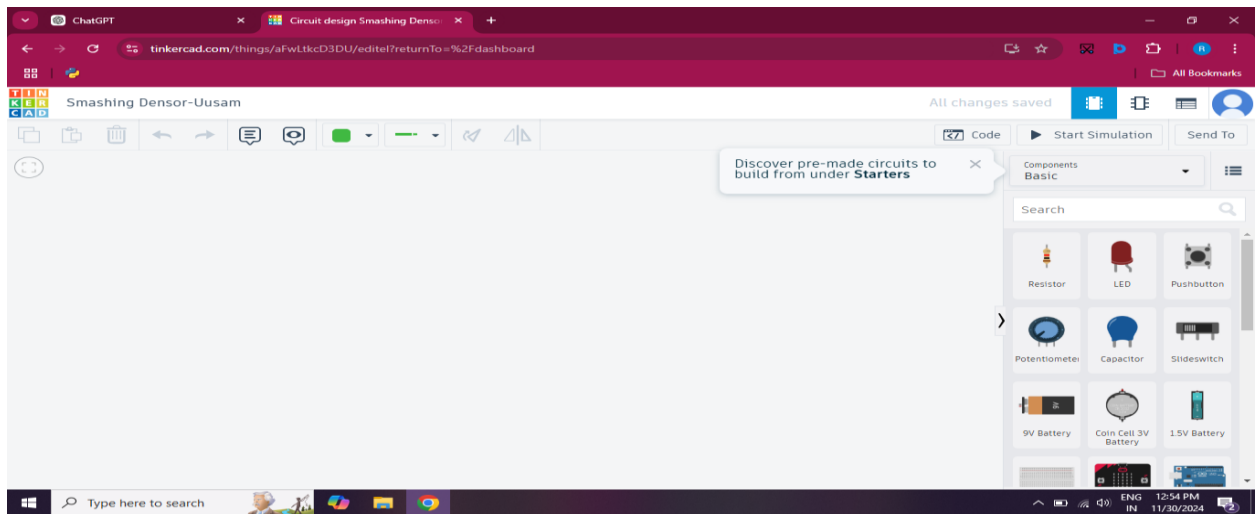 ChatGPT
Circuit design Smashing Denso
tinkercad.com/things/aFwLtkcD3DU/editel?returnTo=%2Fdashboard
R
All Bookmarks
TIN
KER
CAD
Smashing Densor-Uusam
All changes saved
Code
Start Simulation
Send To
Discover pre-made circuits to
build from under Starters
Components
Basic
Search
Resistor
LED
Pushbutton
Potentiometer
Capacitor
Slideswitch
9V Battery
Coin Cell 3V
Battery
1.5V Battery
Type here to search
ENG
IN
12:54 PM
11/30/2024
2